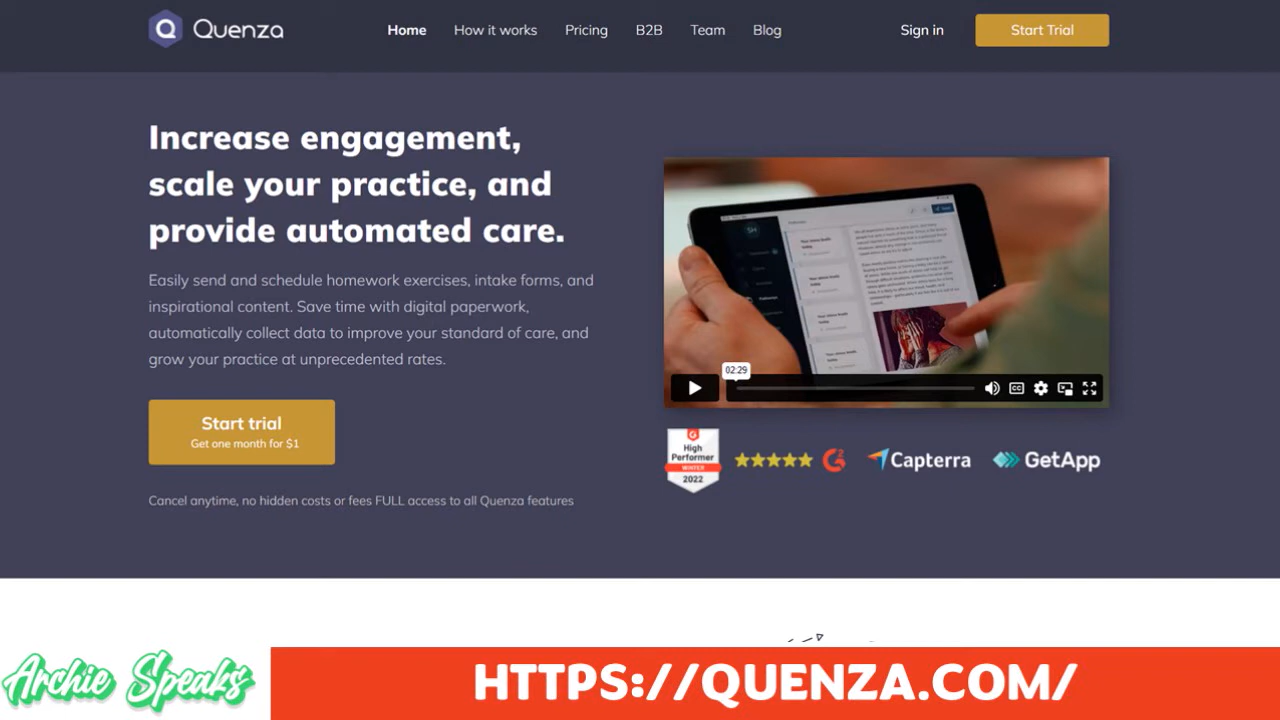 Quenza
Home How it works Pricing B2B Team Blog Sign in Start Trial
Increase engagement,
scale your practice, and
provide automated care.
Easily send and schedule homework exercises, intake forms, and
inspirational content. Save time with digital paperwork,
automatically collect data to improve your standard of care, and
grow your practice at unprecedented rates.
Start trial
Get one month for $1
Cancel anytime, no hidden costs or fees FULL access to all Quenza features
SH
02:29
CC
High
Performer
WINTER
2022
G2
Capterra
GetApp
Archie Speaks
HTTPS://QUENZA.COM/